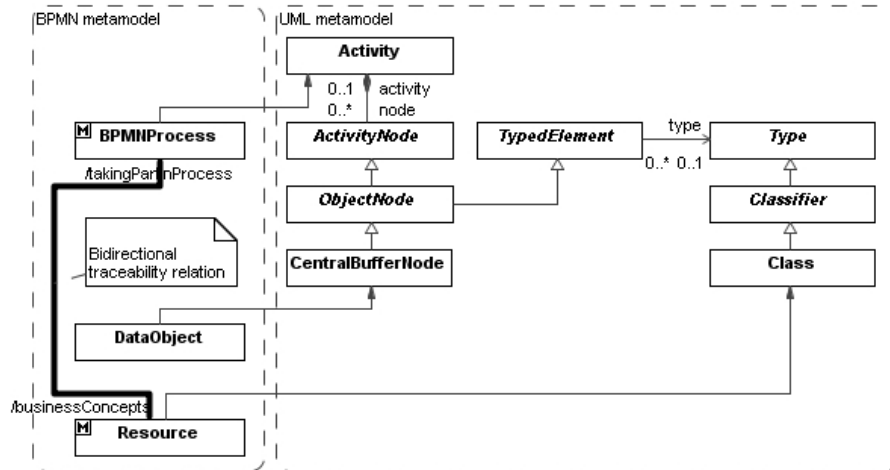 BPMN metamodel
UML metamodel
Activity
0..1 activity
0..* node
M BPMNProcess
ActivityNode
TypedElement
type
0..* 0..1
Type
/takingPartInProcess
ObjectNode
Classifier
Bidirectional
traceability relation
CentralBufferNode
Class
DataObject
/businessConcepts
M Resource